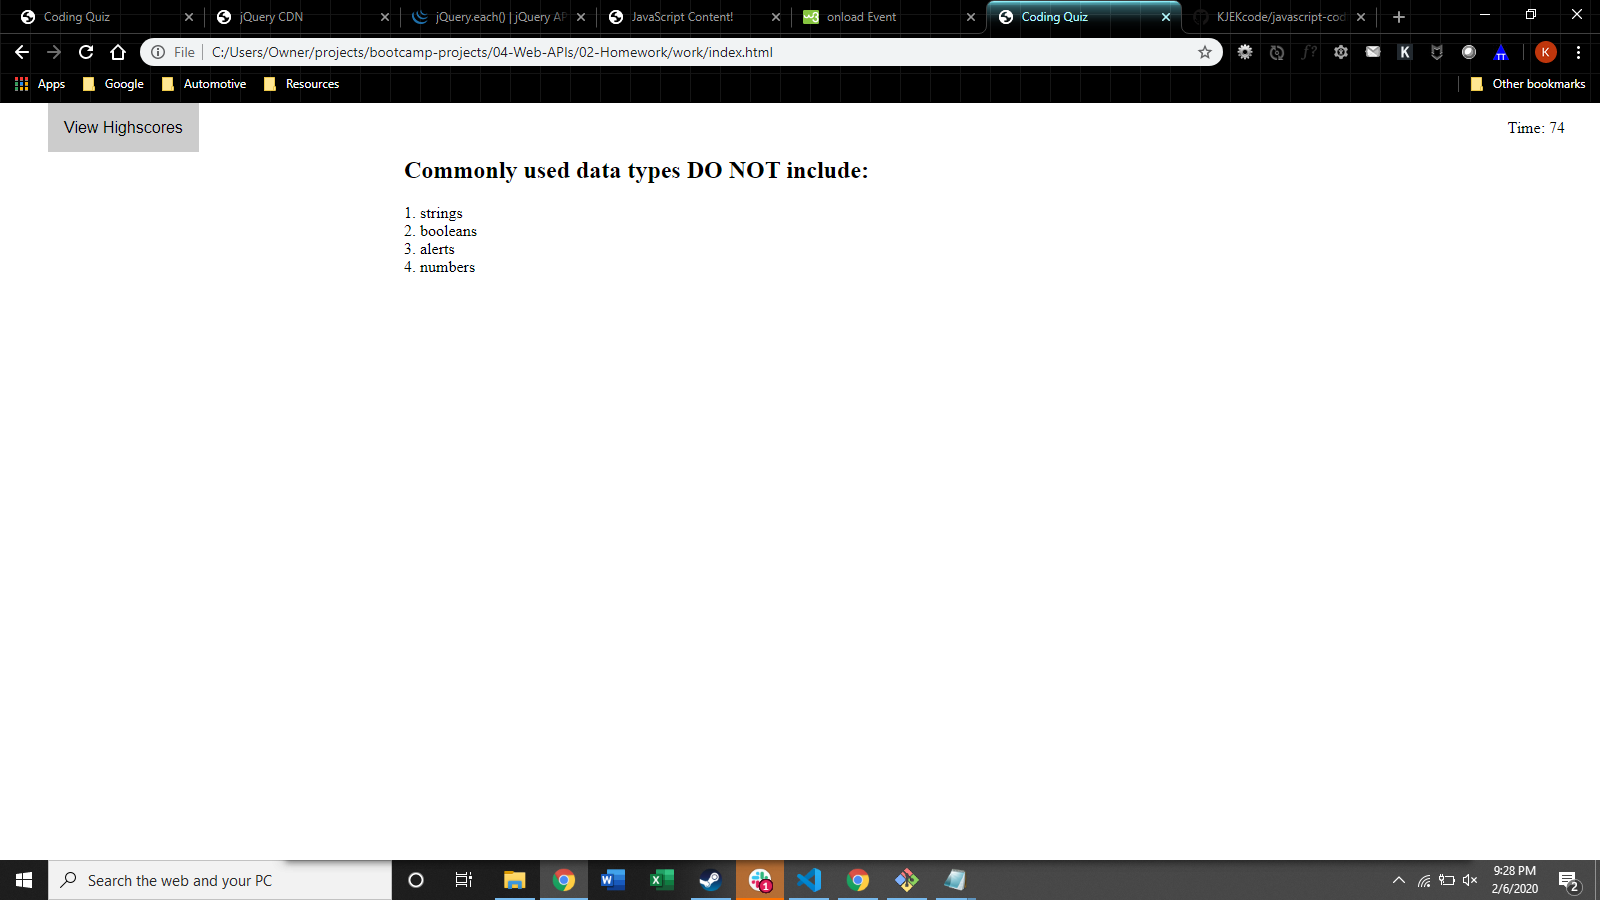 Coding Quiz
jQuery CDN
jQuery.each() | jQuery AP
JavaScript Content!
onload Event
Coding Quiz
KJEKcode/javascript-cod
File
C:/Users/Owner/projects/bootcamp-projects/04-Web-APIs/02-Homework/work/index.html
f?
K
K
Apps
Google
Automotive
Resources
Other bookmarks
View Highscores
Time: 74
Commonly used data types DO NOT include:
1. strings
2. booleans
3. alerts
4. numbers
Search the web and your PC
1
9:28 PM
2/6/2020
2